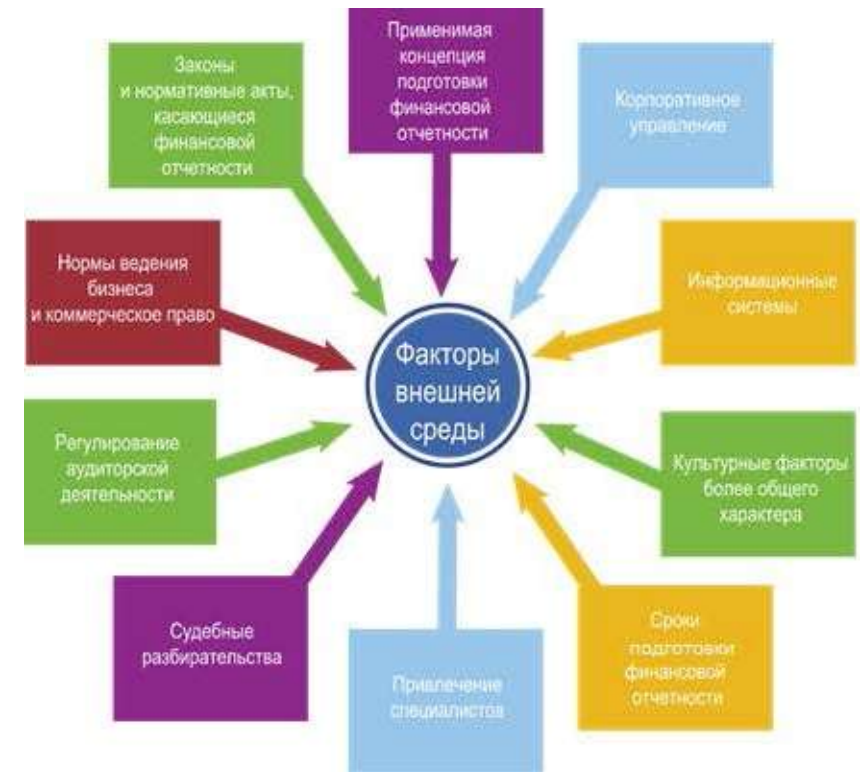 Применимая
концепция
подготовки
финансовой
отчетности
Законы
и нормативные акты,
касающиеся
финансовой
отчетности
Корпоративное
управление
Нормы ведения
бизнеса
и коммерческое право
Информационные
системы
Факторы
внешней
среды
Регулирование
аудиторской
деятельности
Культурные факторы
более общего
характера
Судебные
разбирательства
Привлечение
специалистов
Сроки
подготовки
финансовой
отчетности